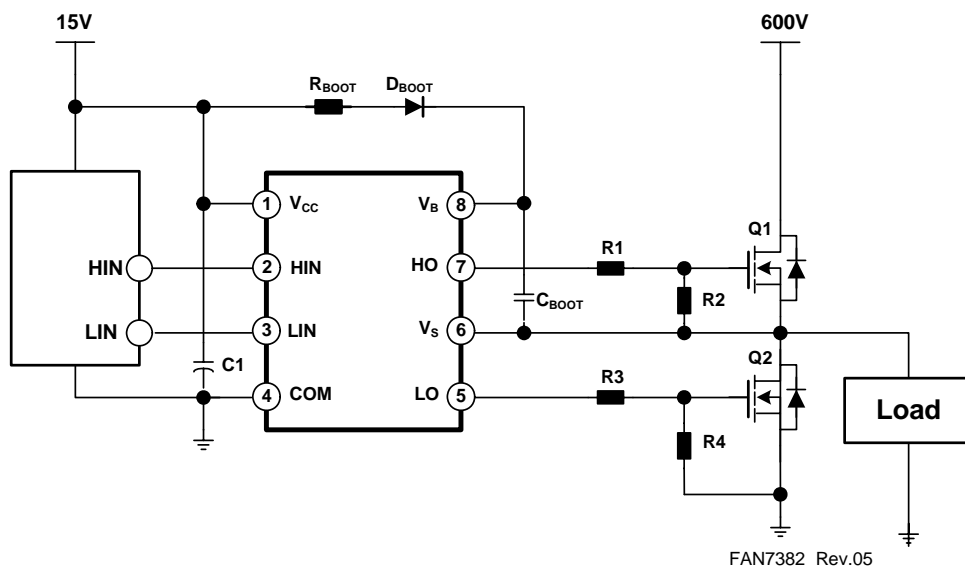 15V
600V
RBOOT
DBOOT
1
VCC
VB
8
Q1
HIN
2
HIN
HO
7
R1
R2
CBOOT
LIN
3
LIN
VS
6
Q2
C1
R3
4
COM
LO
5
Load
R4
FAN7382 Rev.05